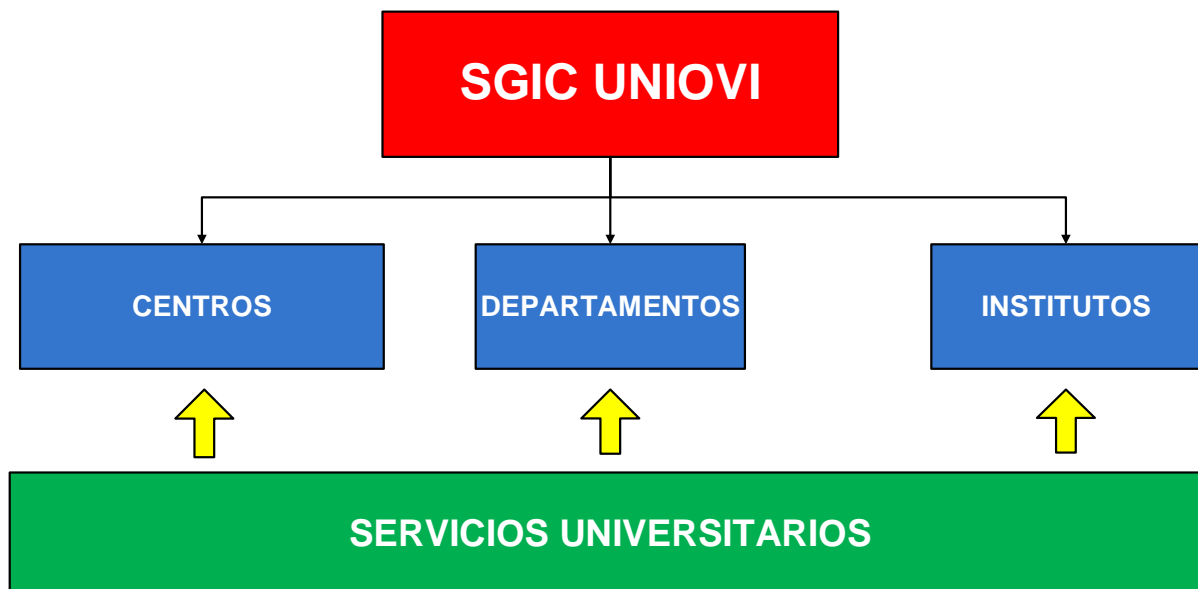 SGIC UNIOVI
CENTROS
DEPARTAMENTOS
INSTITUTOS
SERVICIOS UNIVERSITARIOS